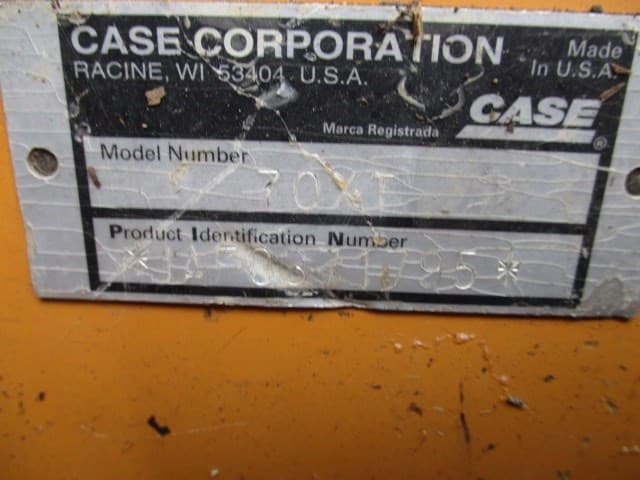 CASE CORPORATION
RACINE, WI 53404 U.S.A.
Made
In U.S.A.
Marca Registrada
CASE®
Model Number
70XT
Product Identification Number